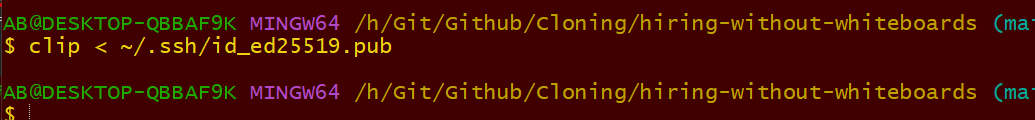 AB@DESKTOP-QBBAF9K MINGW64 /h/Git/Github/Cloning/hiring-without-whiteboards (ma
$ clip < ~/.ssh/id_ed25519.pub
AB@DESKTOP-QBBAF9K MINGW64 /h/Git/Github/Cloning/hiring-without-whiteboards (ma
$